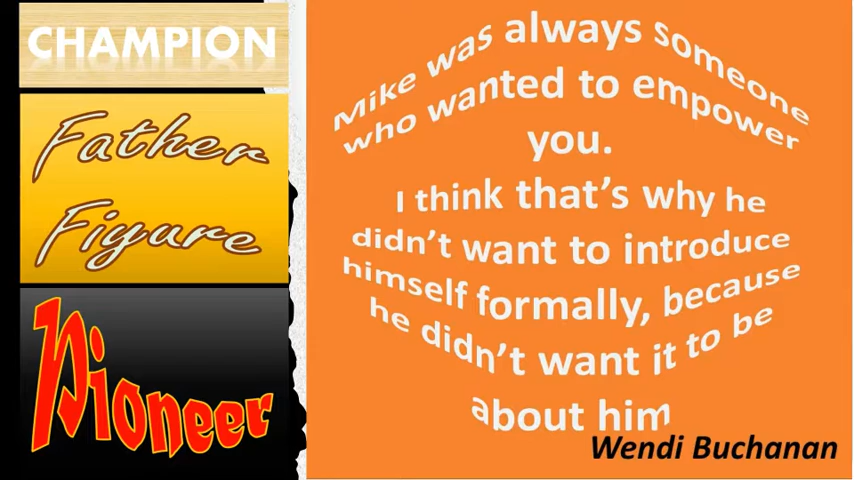 CHAMPION
Father
Figure
Pioneer
Mike was always someone
who wanted to empower
you.
I think that's why he
didn't want to introduce
himself formally, because
he didn't want it to be
about him
Wendi Buchanan